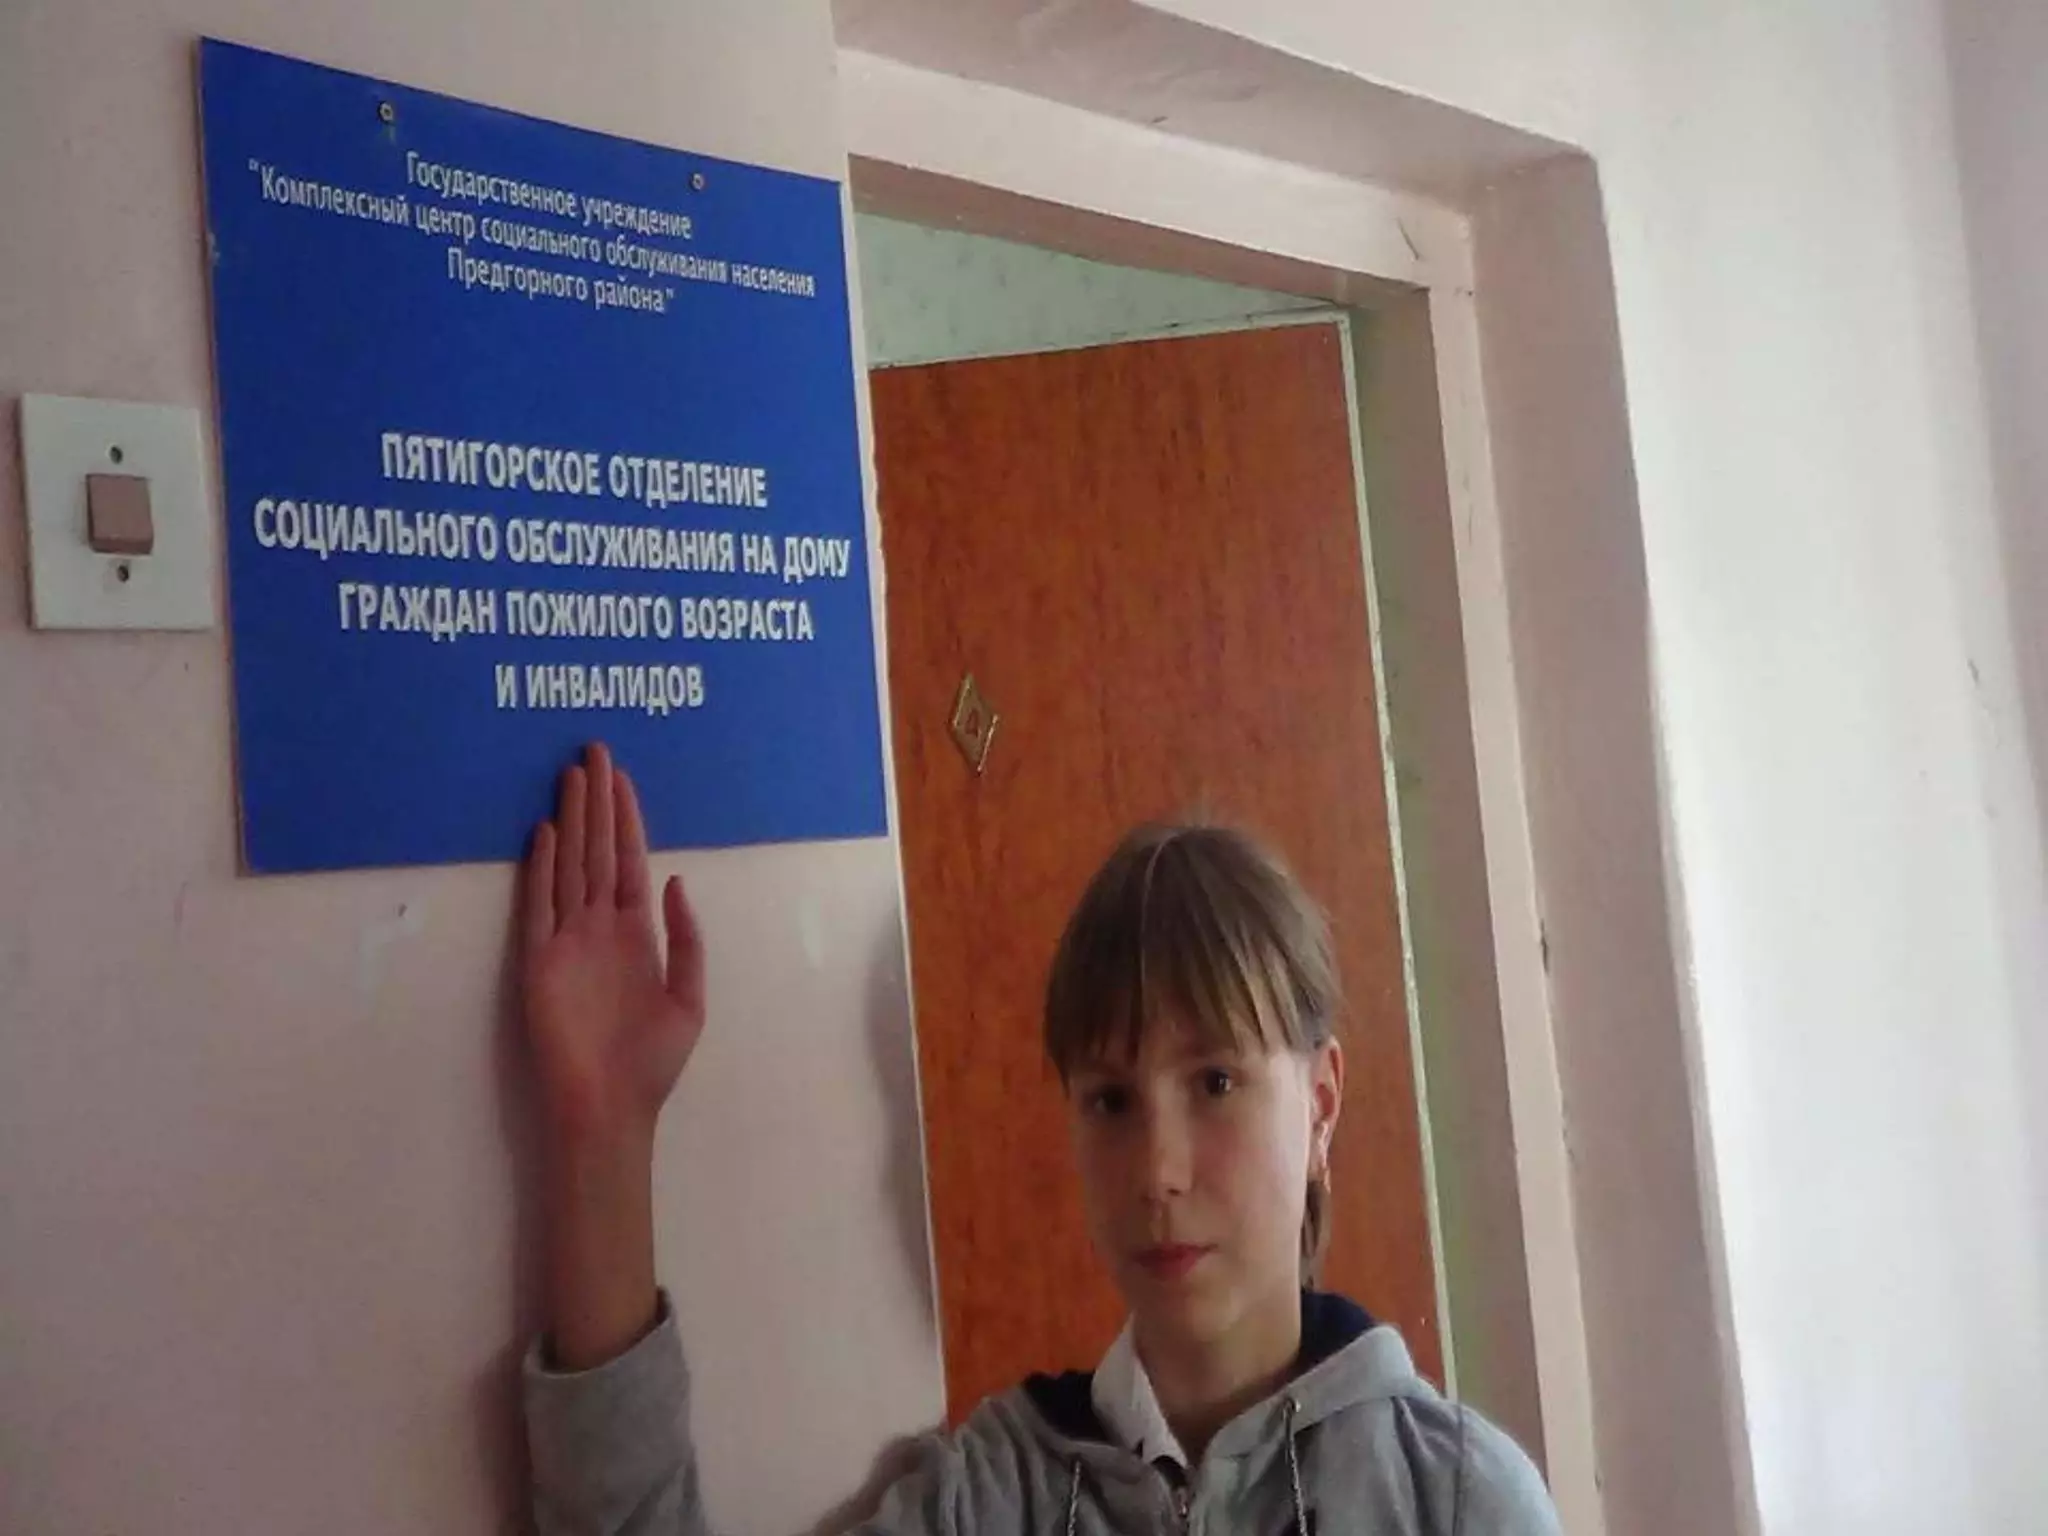 Государственное учреждение
"Комплексный центр социального обслуживания населения
Предгорного района"
ПЯТИГОРСКОЕ ОТДЕЛЕНИЕ
СОЦИАЛЬНОГО ОБСЛУЖИВАНИЯ НА ДОМУ
ГРАЖДАН ПОЖИЛОГО ВОЗРАСТА
И ИНВАЛИДОВ